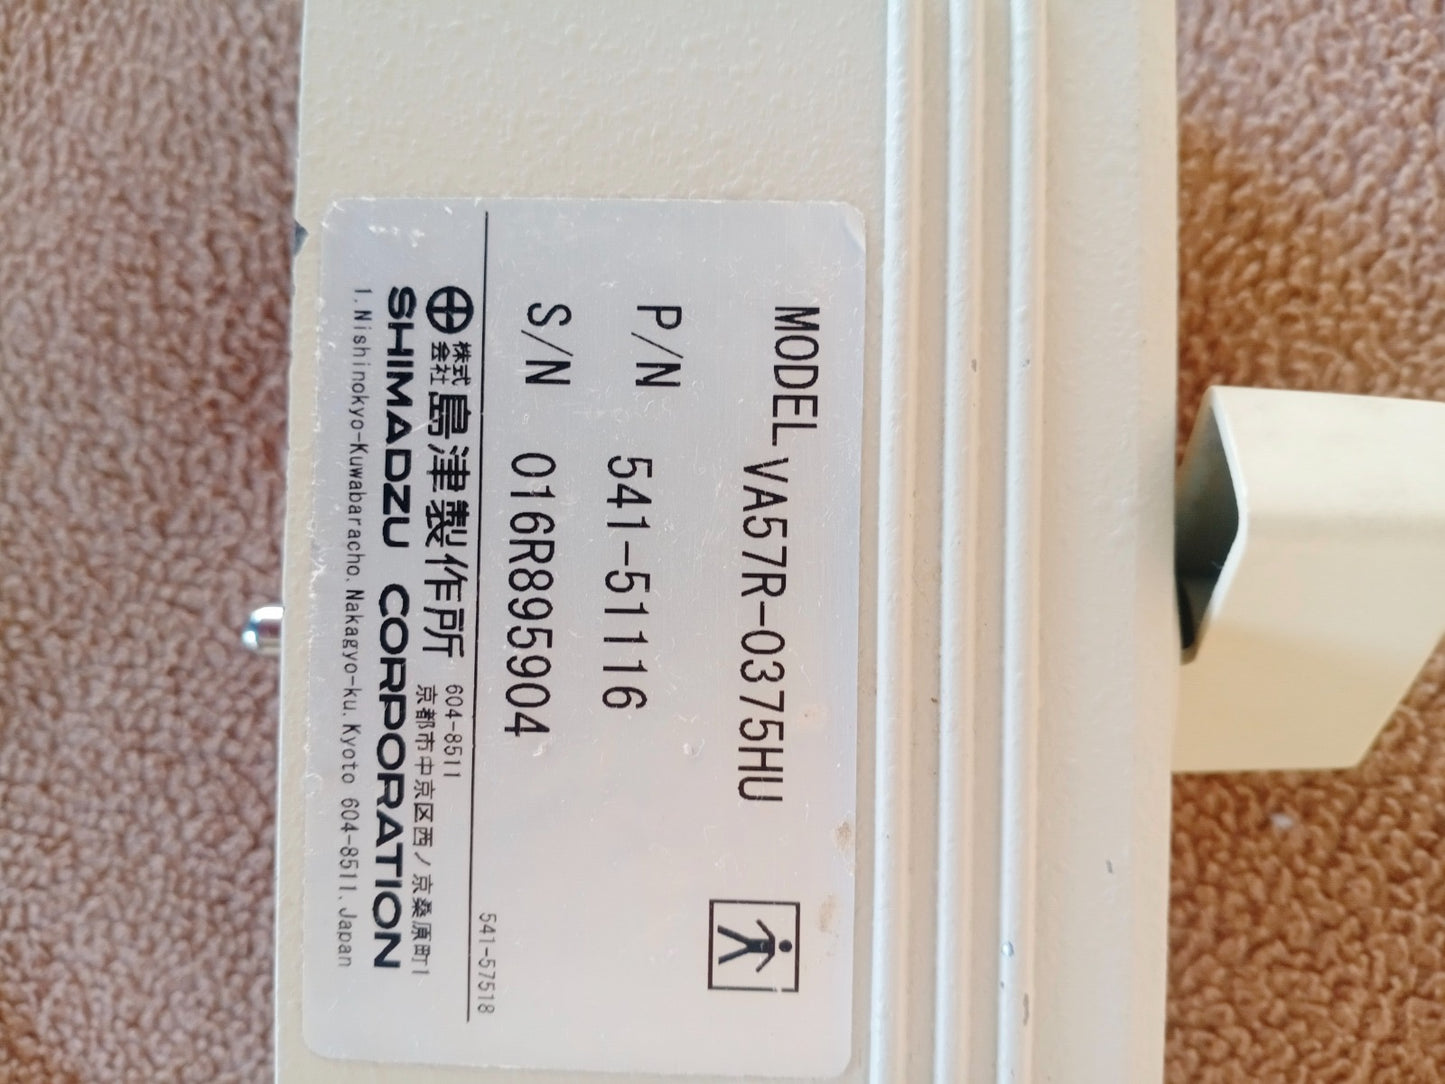 MODEL VA57R-0375HU
P/N 541-51116
S/N 016R895904
541-57518
株式会社 島津製作所 604-8511 京都市中京区西ノ京桑原町1
SHIMADZU CORPORATION
1.Nishinokyo-Kuwabaracho.Nakagyo-ku.Kyoto 604-8511.Japan